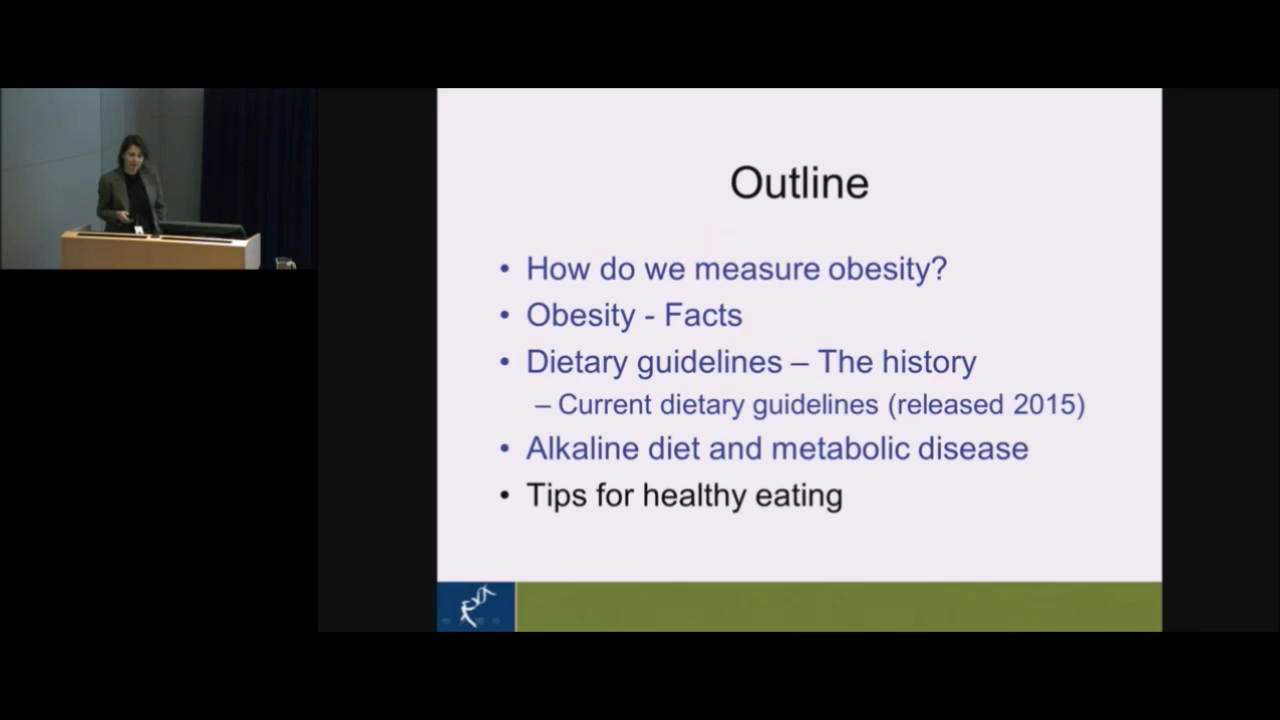 Outline
• How do we measure obesity?
• Obesity - Facts
• Dietary guidelines – The history
– Current dietary guidelines (released 2015)
• Alkaline diet and metabolic disease
• Tips for healthy eating